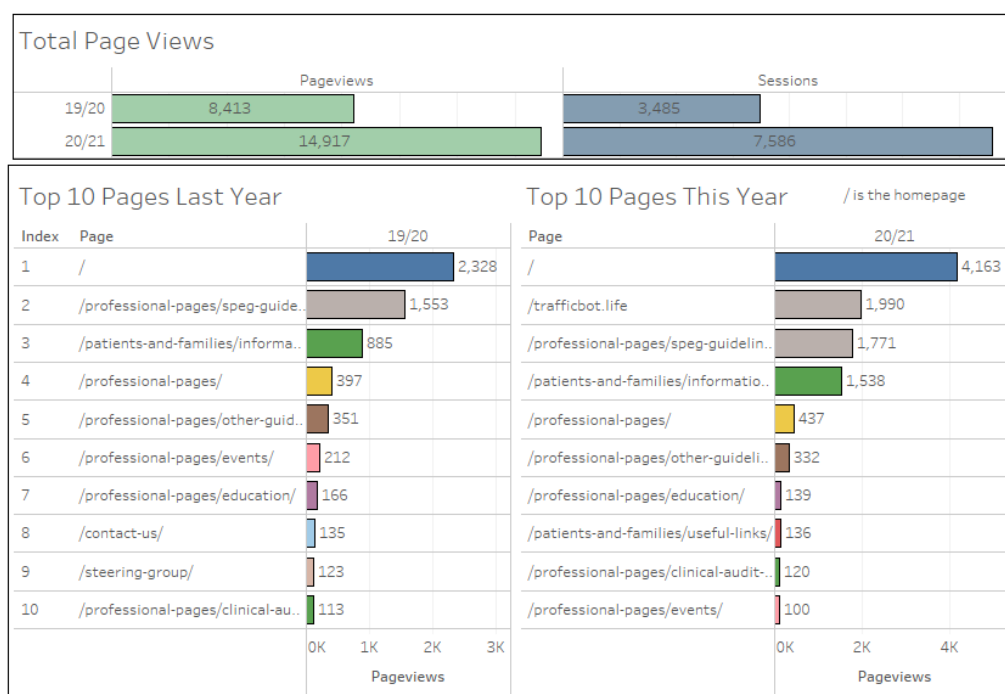 Total Page Views
Pageviews Sessions
19/20 8,413 3,485
20/21 14,917 7,586
Top 10 Pages Last Year
Index Page 19/20
1 / 2,328
2 /professional-pages/speg-guide.. 1,553
3 /patients-and-families/informa.. 885
4 /professional-pages/ 397
5 /professional-pages/other-guid.. 351
6 /professional-pages/events/ 212
7 /professional-pages/education/ 166
8 /contact-us/ 135
9 /steering-group/ 123
10 /professional-pages/clinical-au.. 113
0K 1K 2K 3K
Pageviews
Top 10 Pages This Year / is the homepage
Page 20/21
/ 4,163
/trafficbot.life 1,990
/professional-pages/speg-guidelin.. 1,771
/patients-and-families/informatio.. 1,538
/professional-pages/ 437
/professional-pages/other-guideli.. 332
/professional-pages/education/ 139
/patients-and-families/useful-links/ 136
/professional-pages/clinical-audit-.. 120
/professional-pages/events/ 100
0K 2K 4K
Pageviews